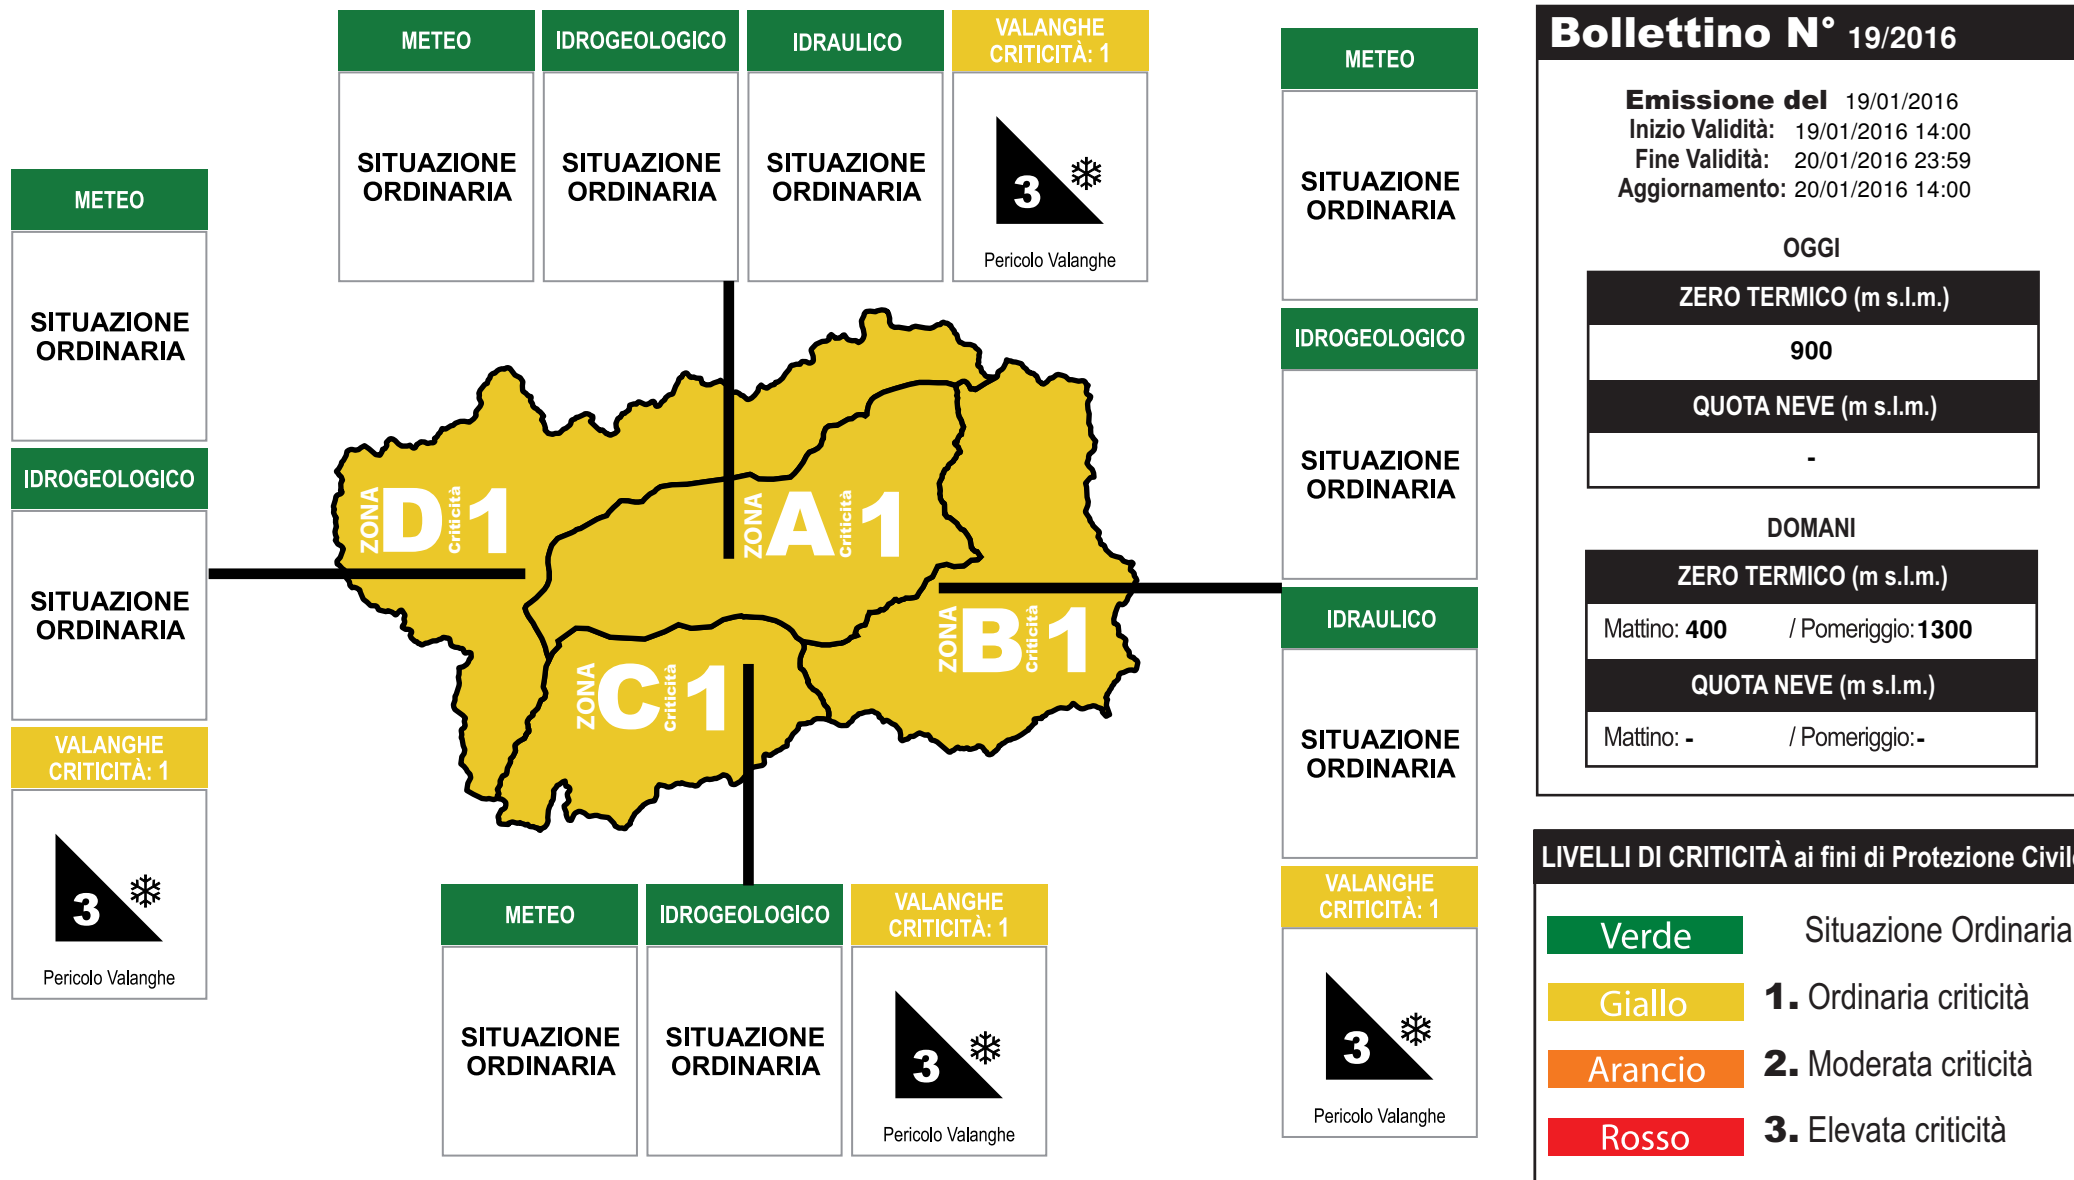 METEO
IDROGEOLOGICO
IDRAULICO
VALANGHE
CRITICITÀ: 1
SITUAZIONE
ORDINARIA
SITUAZIONE
ORDINARIA
SITUAZIONE
ORDINARIA
3
Pericolo Valanghe
METEO
SITUAZIONE
ORDINARIA
IDROGEOLOGICO
SITUAZIONE
ORDINARIA
VALANGHE
CRITICITÀ: 1
3
Pericolo Valanghe
ZONA D Criticità 1
ZONA A Criticità 1
ZONA B Criticità 1
ZONA C Criticità 1
METEO
IDROGEOLOGICO
VALANGHE
CRITICITÀ: 1
SITUAZIONE
ORDINARIA
SITUAZIONE
ORDINARIA
3
Pericolo Valanghe
METEO
SITUAZIONE
ORDINARIA
IDROGEOLOGICO
SITUAZIONE
ORDINARIA
IDRAULICO
SITUAZIONE
ORDINARIA
VALANGHE
CRITICITÀ: 1
3
Pericolo Valanghe
Bollettino N° 19/2016
Emissione del 19/01/2016
Inizio Validità: 19/01/2016 14:00
Fine Validità: 20/01/2016 23:59
Aggiornamento: 20/01/2016 14:00
OGGI
ZERO TERMICO (m s.l.m.)
900
QUOTA NEVE (m s.l.m.)
-
DOMANI
ZERO TERMICO (m s.l.m.)
Mattino: 400 / Pomeriggio: 1300
QUOTA NEVE (m s.l.m.)
Mattino: - / Pomeriggio: -
LIVELLI DI CRITICITÀ ai fini di Protezione Civile
Verde Situazione Ordinaria
Giallo 1. Ordinaria criticità
Arancio 2. Moderata criticità
Rosso 3. Elevata criticità